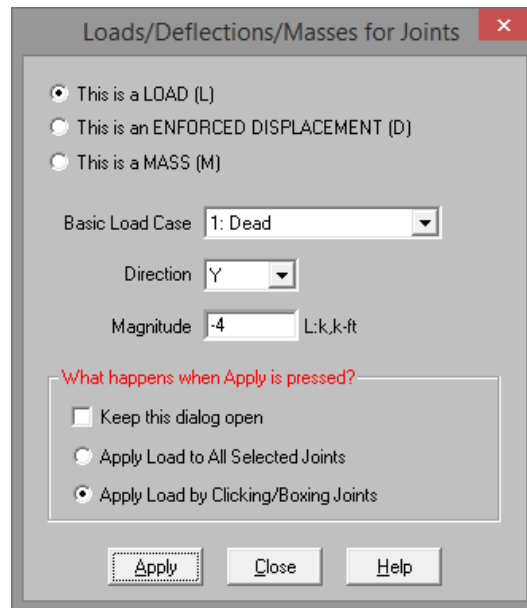 Loads/Deflections/Masses for Joints
This is a LOAD (L)
This is an ENFORCED DISPLACEMENT (D)
This is a MASS (M)
Basic Load Case 1: Dead
Direction Y
Magnitude -4 L:k,k-ft
What happens when Apply is pressed?
Keep this dialog open
Apply Load to All Selected Joints
Apply Load by Clicking/Boxing Joints
Apply Close Help